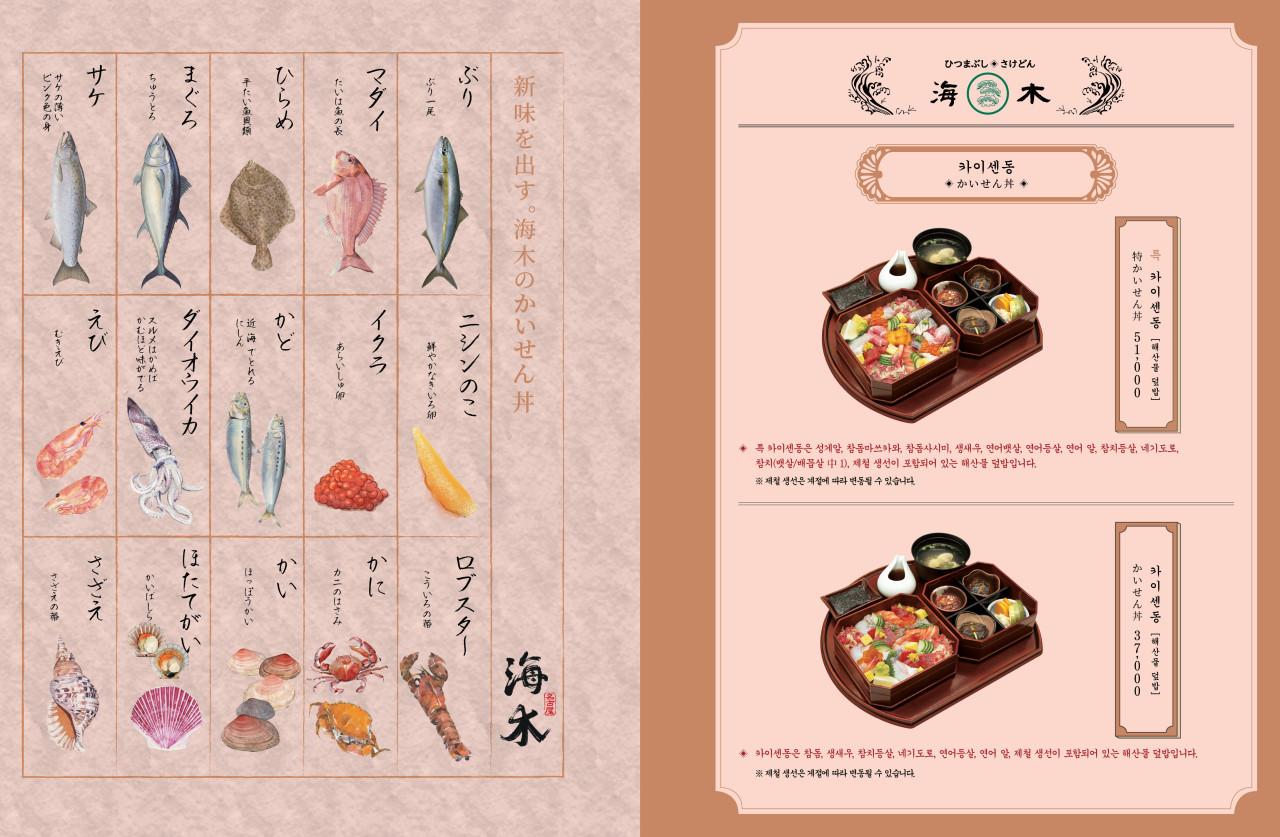 新味を出す。海木のかいせん丼
海木
名古屋
ぶり
ぶり一尾
マダイ
たいは魚の長
ひらめ
平たい魚貝類
まぐろ
ちゅうとろ
サケ
サケの薄い
ピンク色の身
ニシンのこ
鮮やかなきいろ卵
イクラ
あらいしゅ卵
かど
近海でとれる
にしん
ダイオウイカ
スルメはかめば
かむほど味がでる
えび
むきえび
ロブスター
こういろの蒂
かに
カニのはさみ
かい
ほっぽうかい
ほたてがい
かいばしら
さざえ
さざえの蒂
ひつまぶし◈さけどん
海 木
카이센동
◈ かいせん丼 ◈
특 카이센동 [해산물 덮밥]
特かいせん丼 51,000
◈ 특 카이센동은 성게알, 참돔마쓰카와, 참돔사시미, 생새우, 연어뱃살, 연어등살, 연어 알, 참치등살, 네기도로,
참치(뱃살/배꼽살 中 1), 제철 생선이 포함되어 있는 해산물 덮밥입니다.
※ 제철 생선은 계절에 따라 변동될 수 있습니다.
카이센동 [해산물 덮밥]
かいせん丼 37,000
◈ 카이센동은 참돔, 생새우, 참치등살, 네기도로, 연어등살, 연어 알, 제철 생선이 포함되어 있는 해산물 덮밥입니다.
※ 제철 생선은 계절에 따라 변동될 수 있습니다.